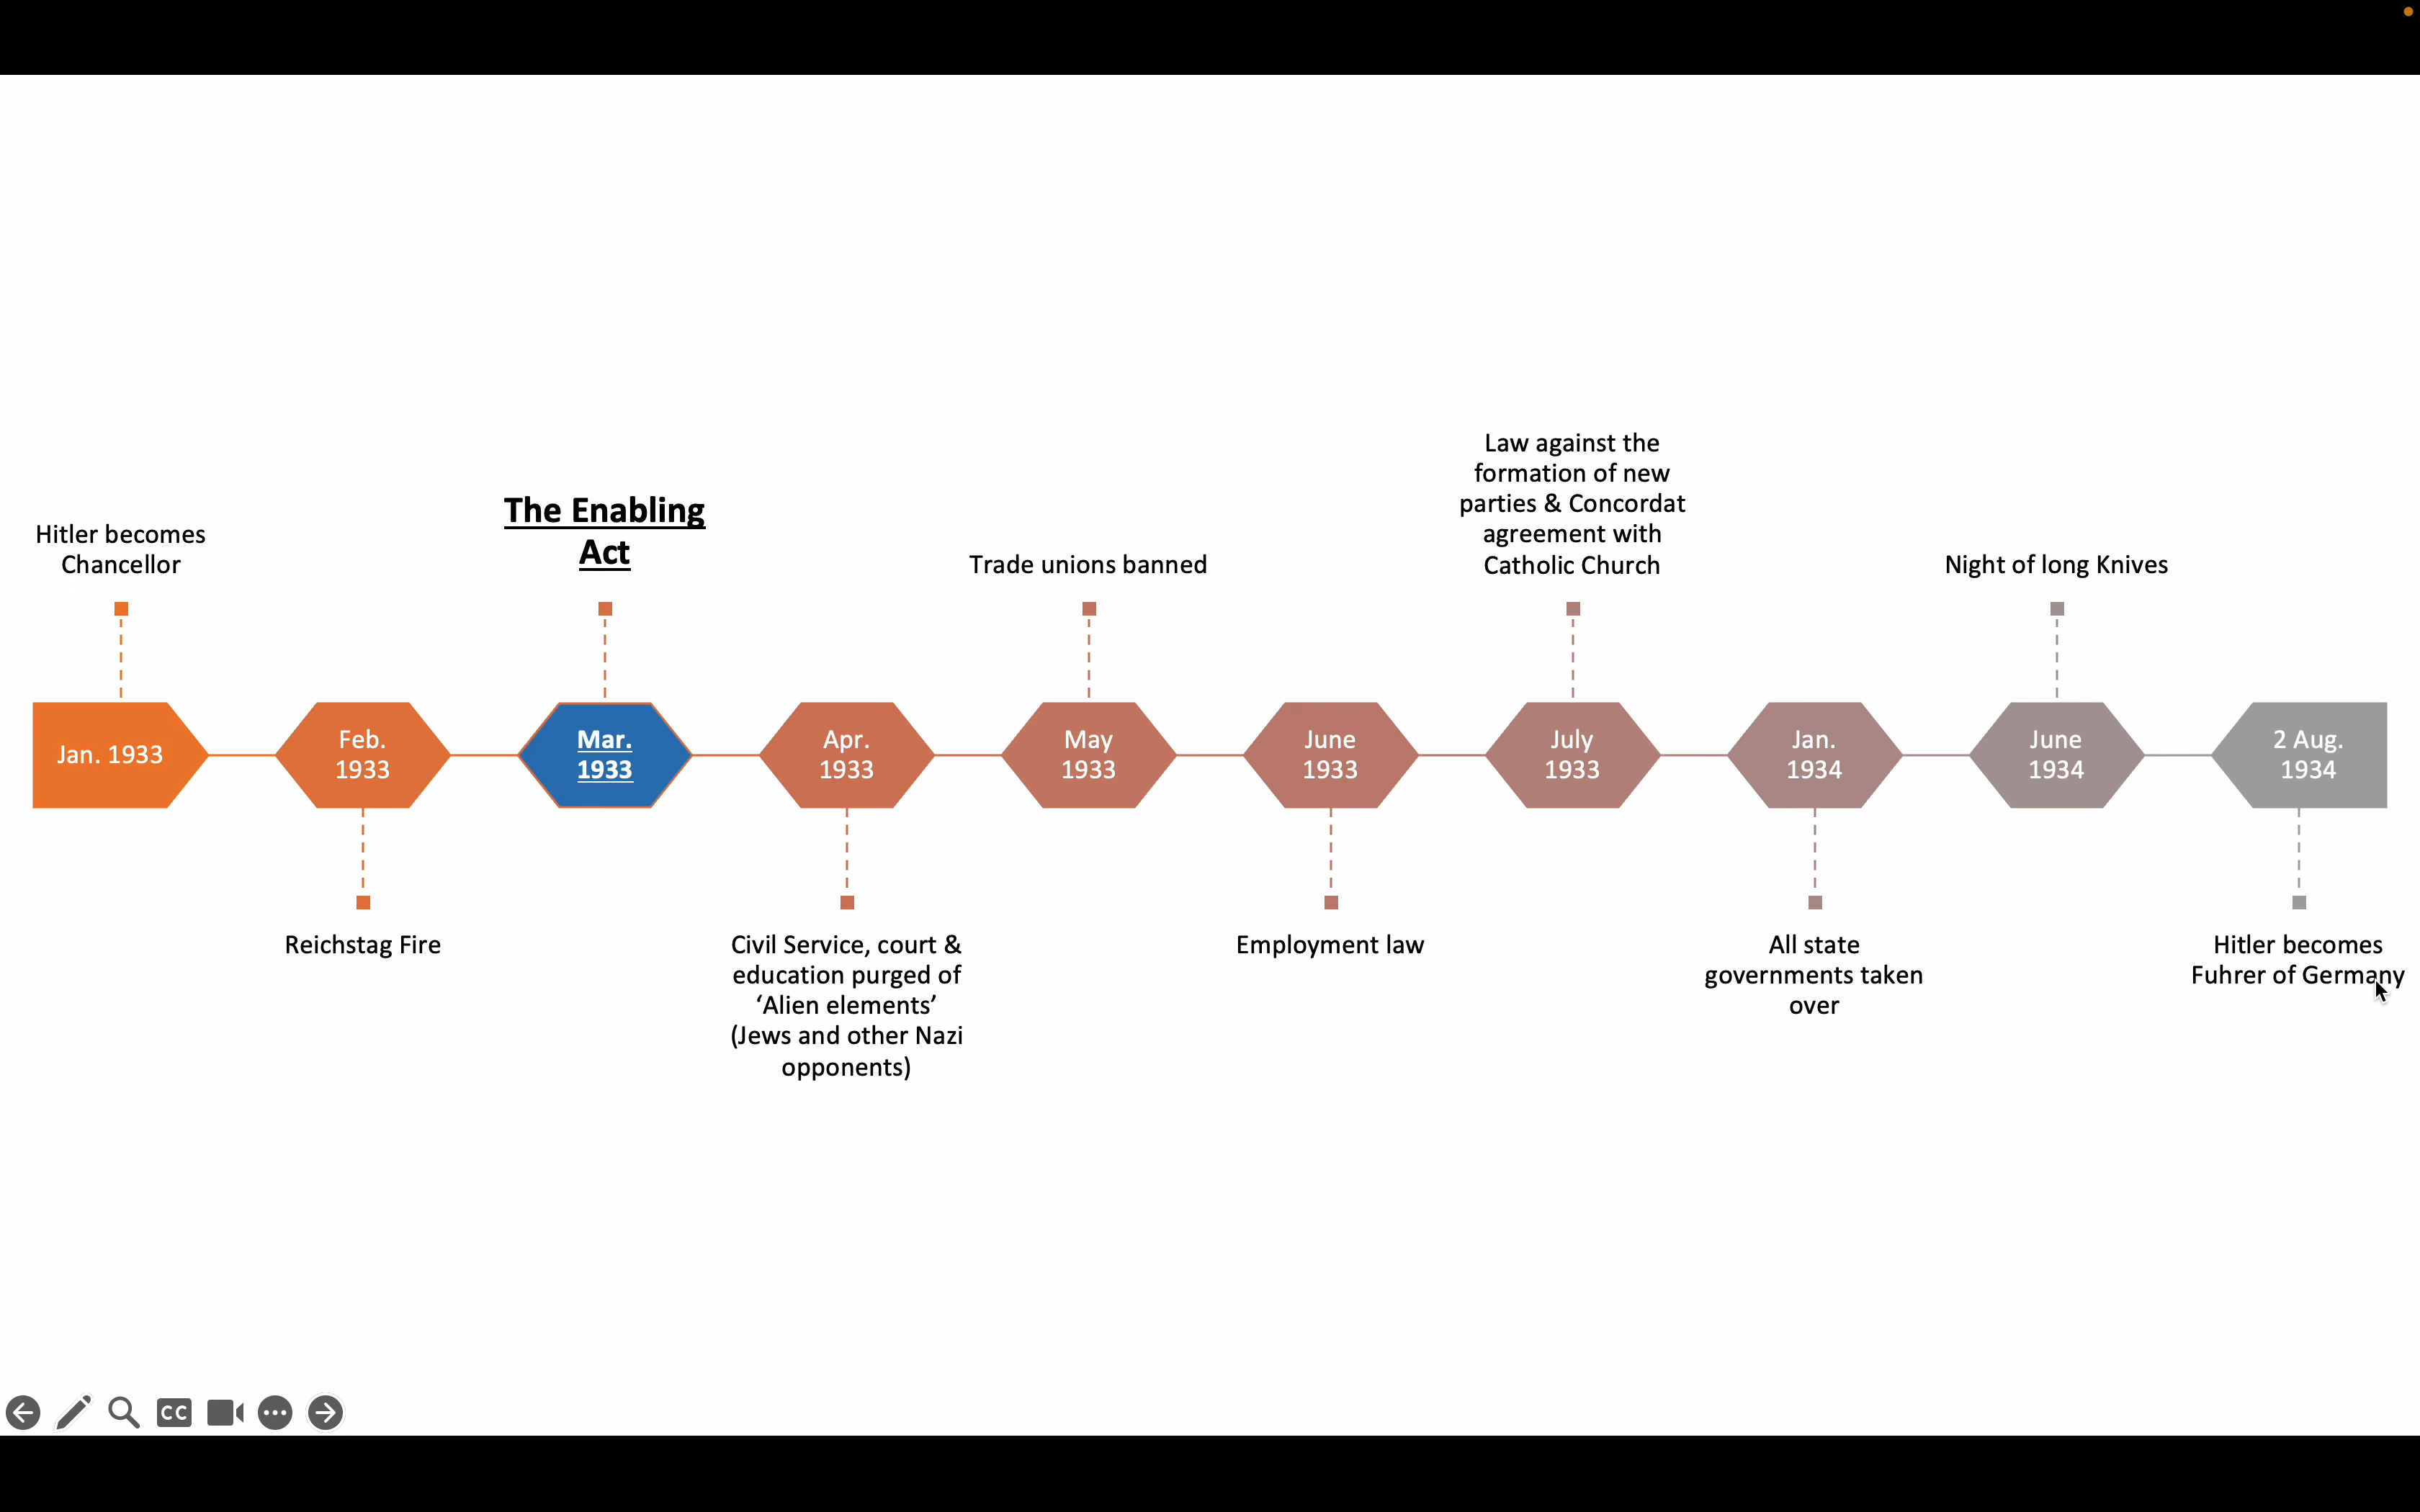 Hitler becomes
Chancellor
Jan. 1933
Feb.
1933
Reichstag Fire
The Enabling
Act
Mar.
1933
Apr.
1933
Civil Service, court &
education purged of
‘Alien elements’
(Jews and other Nazi
opponents)
Trade unions banned
May
1933
June
1933
Employment law
Law against the
formation of new
parties & Concordat
agreement with
Catholic Church
July
1933
Jan.
1934
All state
governments taken
over
Night of long Knives
June
1934
2 Aug.
1934
Hitler becomes
Fuhrer of Germany
CC